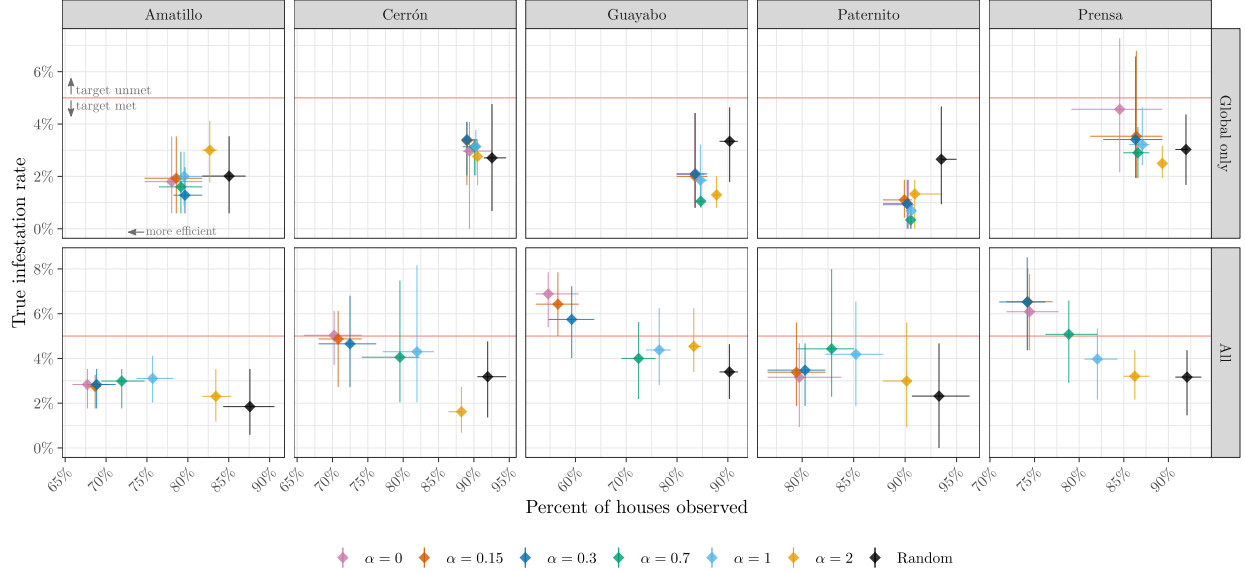 Amatillo
Cerrón
Guayabo
Paternito
Prensa
True infestation rate
6%
4%
2%
0%
target unmet
target met
more efficient
Global only
8%
6%
4%
2%
0%
All
65% 70% 75% 80% 85% 90%
65% 70% 75% 80% 85% 90% 95%
60% 70% 80% 90%
80% 85% 90% 95%
70% 75% 80% 85% 90%
Percent of houses observed
α = 0 α = 0.15 α = 0.3 α = 0.7 α = 1 α = 2 Random